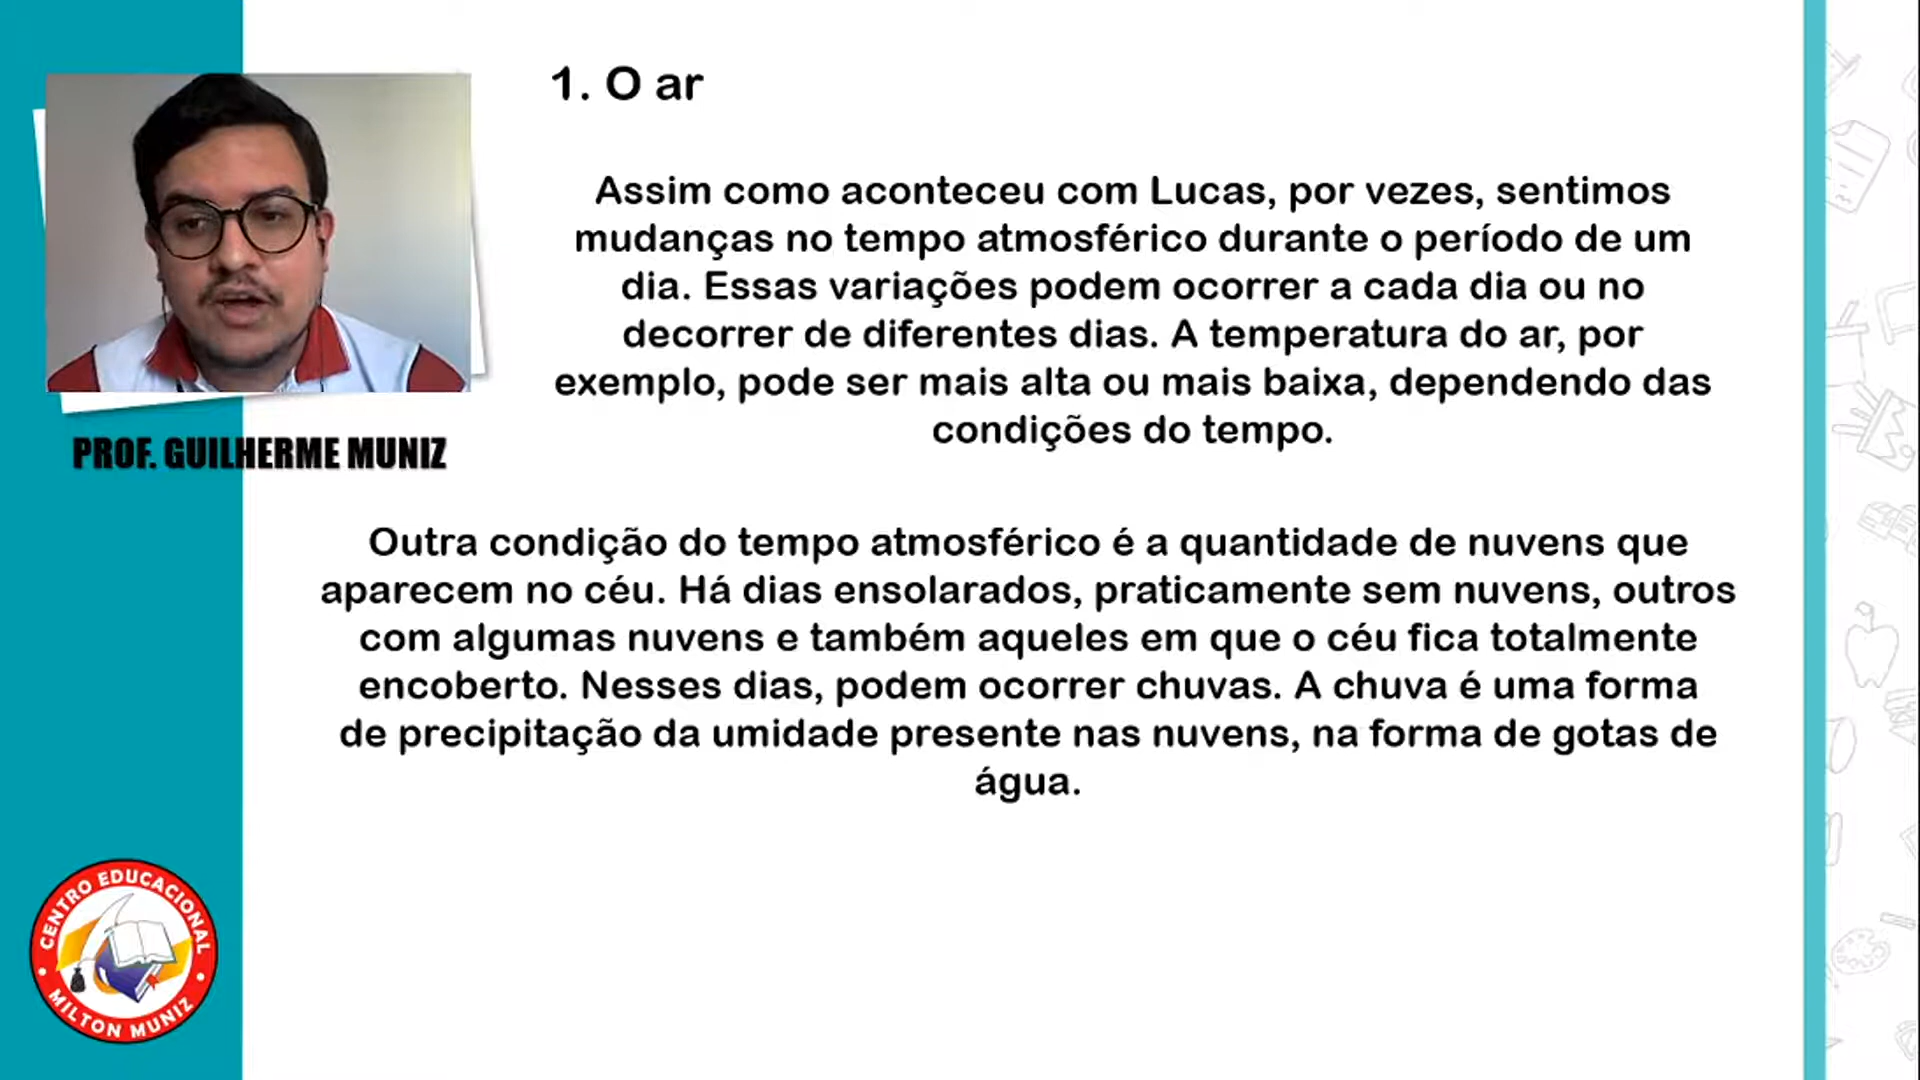 1. O ar
Assim como aconteceu com Lucas, por vezes, sentimos
mudanças no tempo atmosférico durante o período de um
dia. Essas variações podem ocorrer a cada dia ou no
decorrer de diferentes dias. A temperatura do ar, por
exemplo, pode ser mais alta ou mais baixa, dependendo das
condições do tempo.
PROF. GUILHERME MUNIZ
Outra condição do tempo atmosférico é a quantidade de nuvens que
aparecem no céu. Há dias ensolarados, praticamente sem nuvens, outros
com algumas nuvens e também aqueles em que o céu fica totalmente
encoberto. Nesses dias, podem ocorrer chuvas. A chuva é uma forma
de precipitação da umidade presente nas nuvens, na forma de gotas de
água.
CENTRO EDUCACIONAL
MILTON MUNIZ